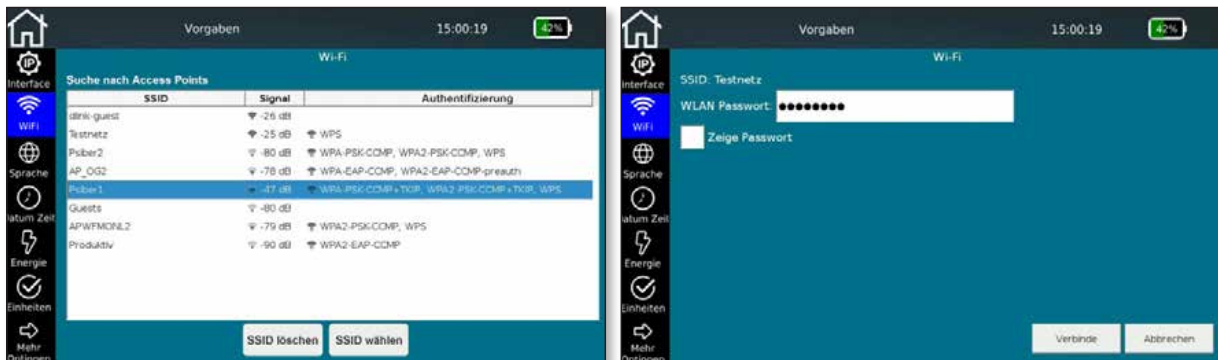 Vorgaben 15:00:19 42%
Wi-Fi
Interface
WiFi
Sprache
atum Zeit
Energie
Einheiten
Mehr
Optionen
Suche nach Access Points
SSID Signal Authentifizierung
dlink-guest -26 dB
Testnetz -25 dB WPS
Psiber2 -80 dB WPA-PSK-CCMP, WPA2-PSK-CCMP, WPS
AP_OG2 -78 dB WPA-EAP-CCMP, WPA2-EAP-CCMP-preauth
Psiber1 -47 dB WPA-PSK-CCMP+TKIP, WPA2-PSK-CCMP+TKIP, WPS
Guests -80 dB
APWFMONL2 -79 dB WPA2-PSK-CCMP, WPS
Produktiv -90 dB WPA2-EAP-CCMP
SSID löschen SSID wählen
Vorgaben 15:00:19 42%
Wi-Fi
Interface
WiFi
Sprache
atum Zeit
Energie
Einheiten
Mehr
Optionen
SSID: Testnetz
WLAN Passwort: ●●●●●●●●
Zeige Passwort
Verbinde Abbrechen